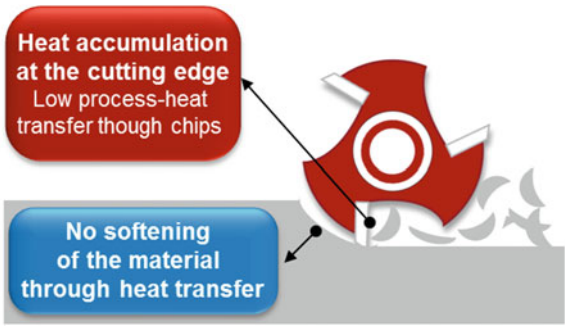 Heat accumulation
at the cutting edge
Low process-heat
transfer though chips
No softening
of the material
through heat transfer